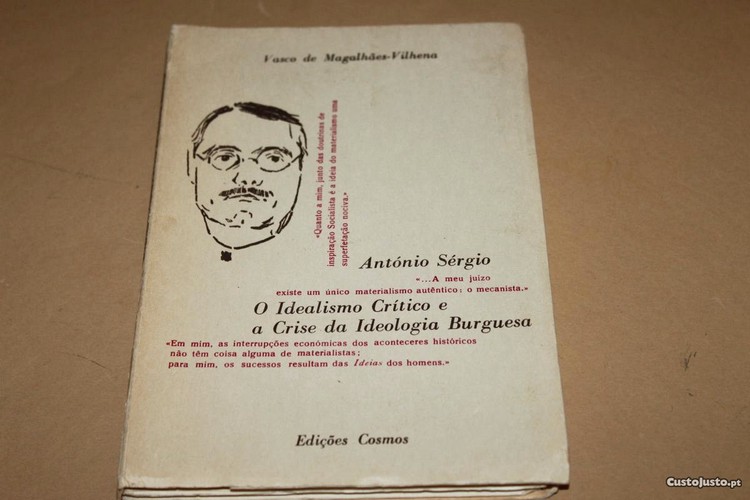 Vasco de Magalhães-Vilhena
«Quanto a mim, junto das doutrinas de
inspiração Socialista é a ideia do materialismo uma
superfetação nociva.»
António Sérgio
«...A meu juizo
existe um único materialismo autêntico: o mecanista.»
O Idealismo Crítico e
a Crise da Ideologia Burguesa
«Em mim, as interrupções económicas dos aconteceres históricos
não têm coisa alguma de materialistas;
para mim, os sucessos resultam das Ideias dos homens.»
Edições Cosmos
CustoJusto.pt